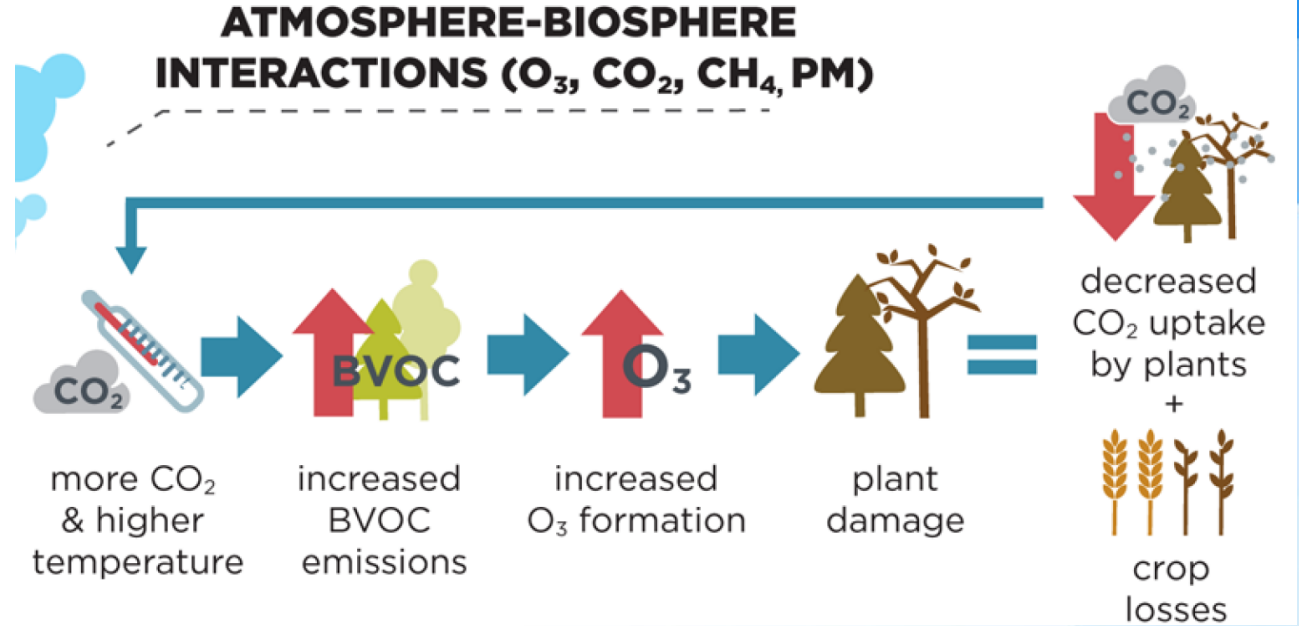 ATMOSPHERE-BIOSPHERE
INTERACTIONS (O₃, CO₂, CH₄, PM)
CO₂
CO₂
BVOC
O₃
more CO₂
& higher
temperature
increased
BVOC
emissions
increased
O₃ formation
plant
damage
decreased
CO₂ uptake
by plants
+
crop
losses